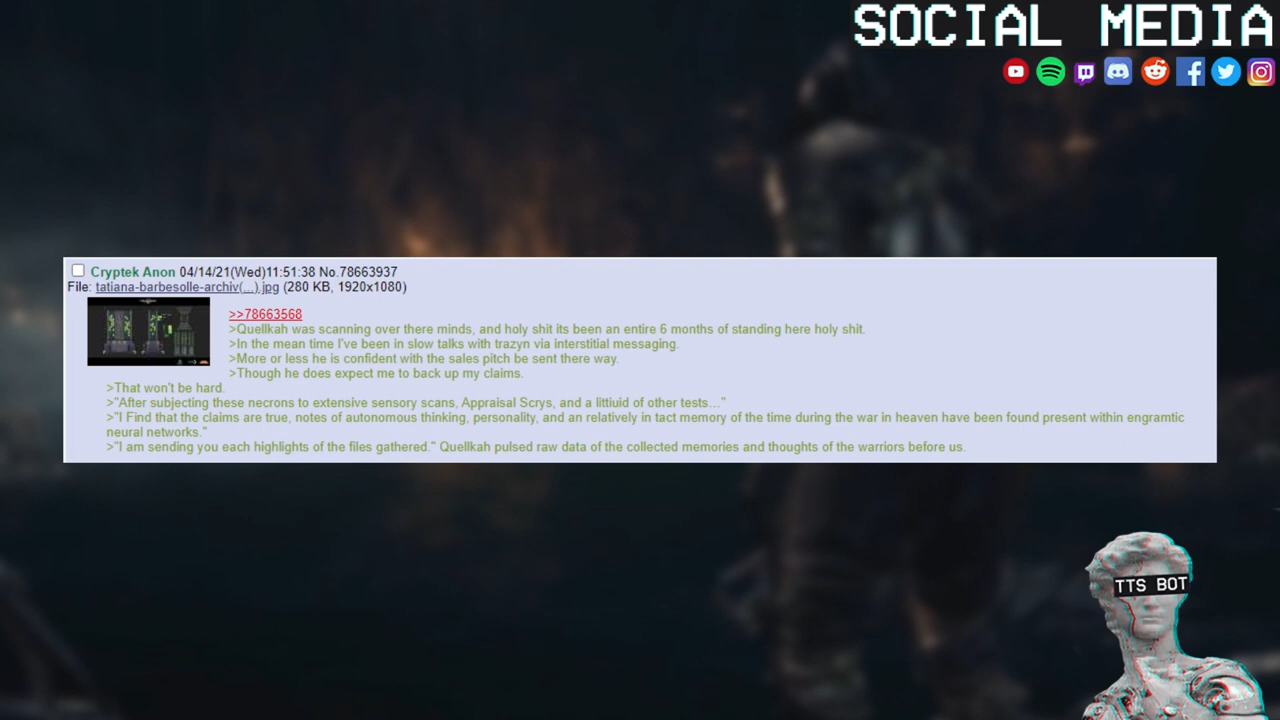 SOCIAL MEDIA
Cryptek Anon 04/14/21(Wed)11:51:38 No.78663937
File: tatiana-barbesolle-archiv(...).jpg (280 KB, 1920x1080)
>>78663568
>Quellkah was scanning over there minds, and holy shit its been an entire 6 months of standing here holy shit.
>In the mean time I've been in slow talks with trazyn via interstitial messaging.
>More or less he is confident with the sales pitch be sent there way.
>Though he does expect me to back up my claims.
>That won't be hard.
>"After subjecting these necrons to extensive sensory scans, Appraisal Scrys, and a littiuid of other tests…"
>"I Find that the claims are true, notes of autonomous thinking, personality, and an relatively in tact memory of the time during the war in heaven have been found present within engramtic
neural networks."
>"I am sending you each highlights of the files gathered." Quellkah pulsed raw data of the collected memories and thoughts of the warriors before us.
TTS BOT